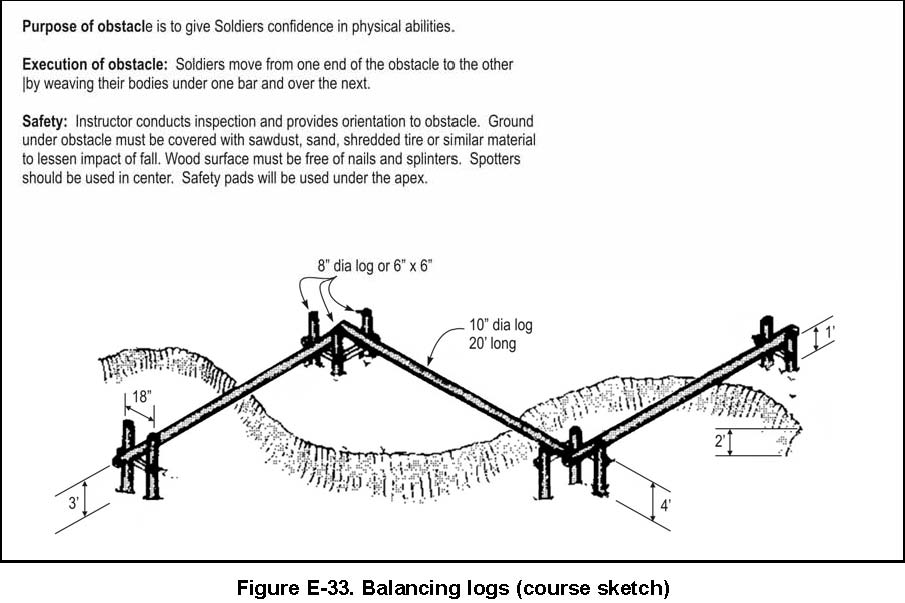 Purpose of obstacle is to give Soldiers confidence in physical abilities.
Execution of obstacle: Soldiers move from one end of the obstacle to the other
|by weaving their bodies under one bar and over the next.
Safety: Instructor conducts inspection and provides orientation to obstacle. Ground
under obstacle must be covered with sawdust, sand, shredded tire or similar material
to lessen impact of fall. Wood surface must be free of nails and splinters. Spotters
should be used in center. Safety pads will be used under the apex.
8" dia log or 6" x 6"
10" dia log
20' long
1'
18"
2'
3'
4'
Figure E-33. Balancing logs (course sketch)